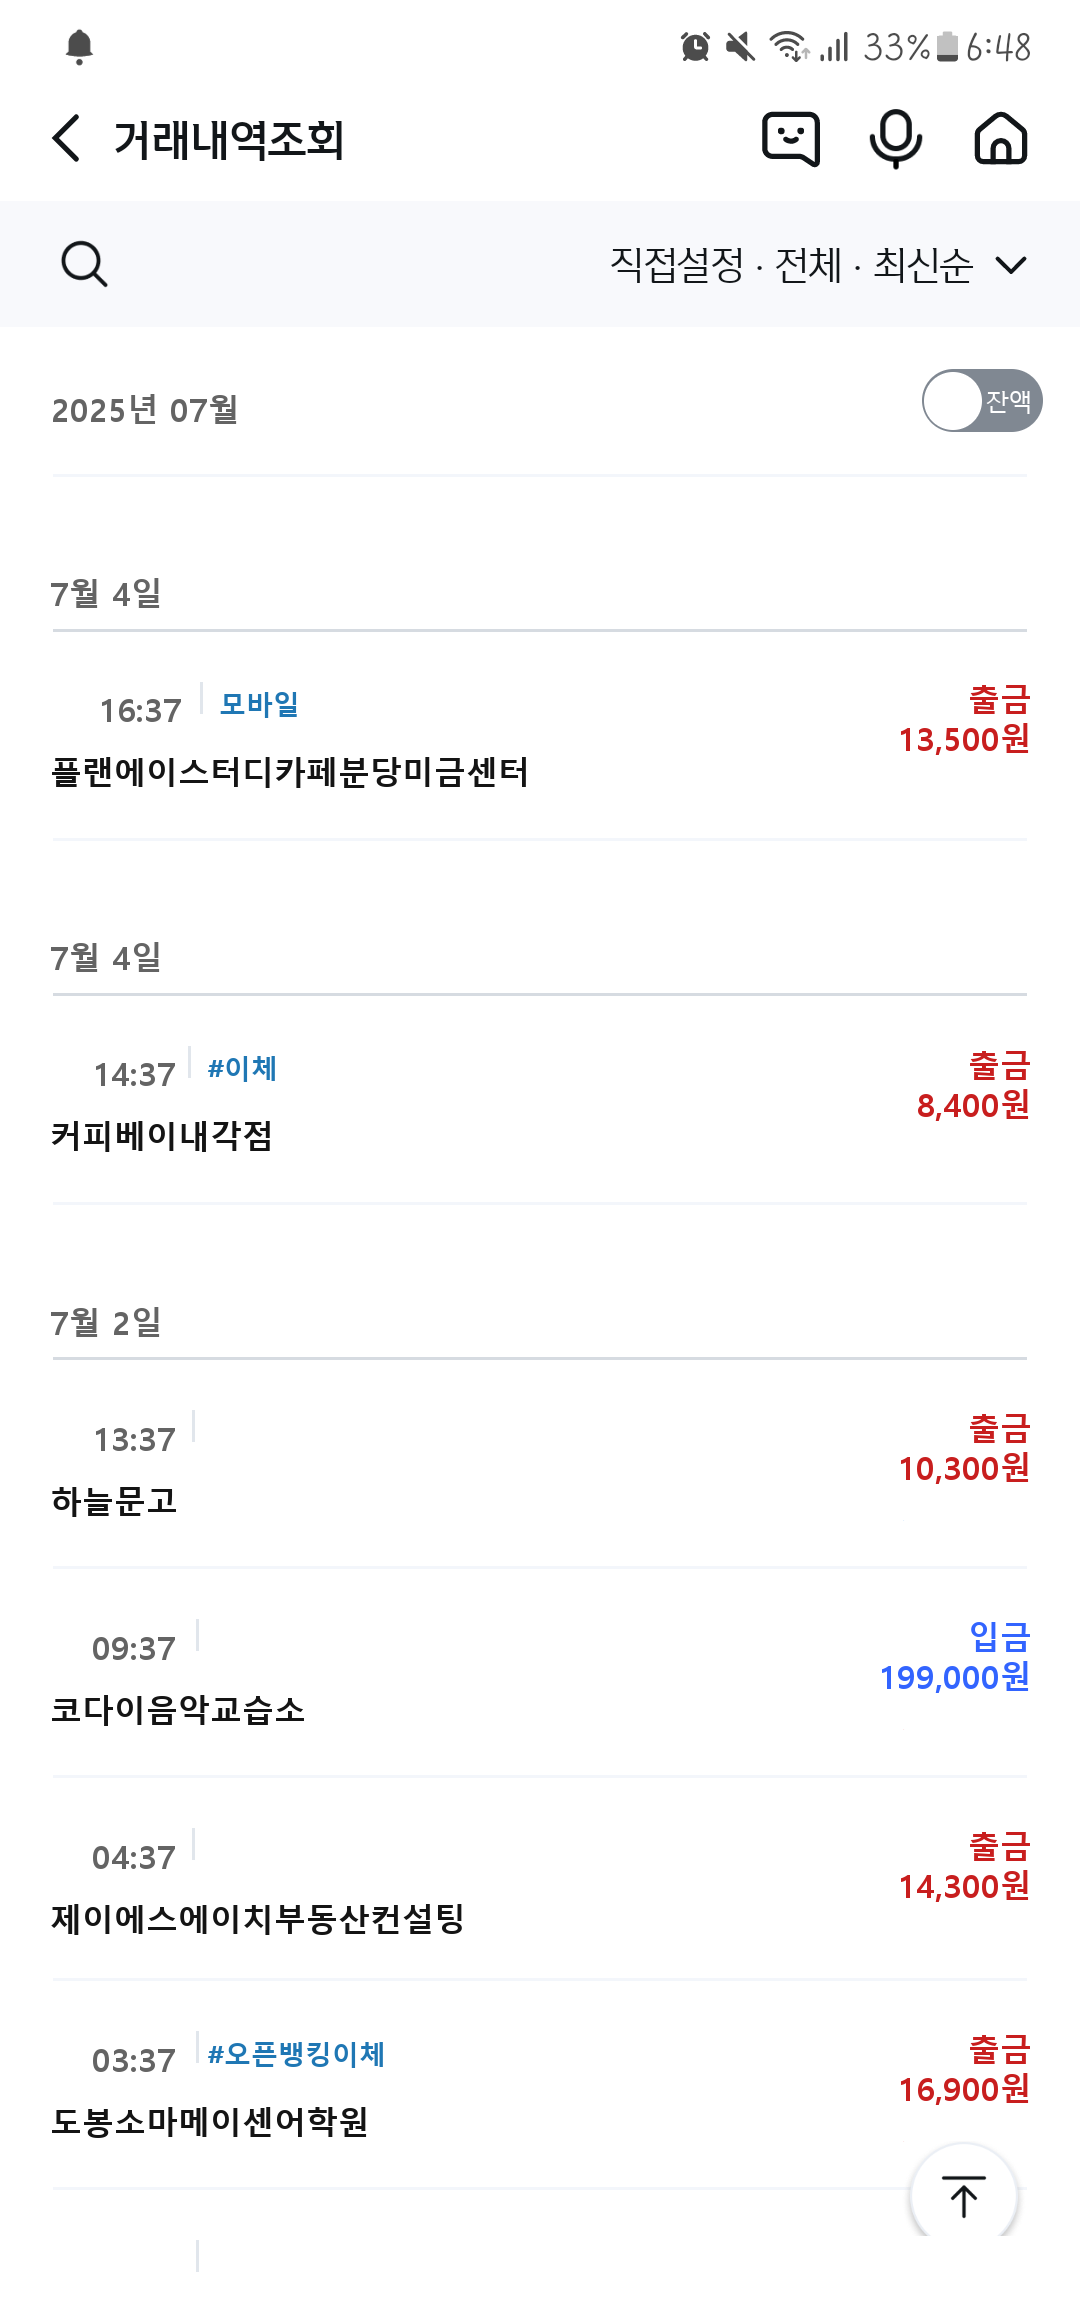 33% 6:48
거래내역조회
직접설정 · 전체 · 최신순
2025년 07월
잔액
7월 4일
16:37 모바일
출금
13,500원
플랜에이스터디카페분당미금센터
7월 4일
14:37 #이체
출금
8,400원
커피베이내각점
7월 2일
13:37
출금
10,300원
하늘문고
09:37
입금
199,000원
코다이음악교습소
04:37
출금
14,300원
제이에스에이치부동산컨설팅
03:37 #오픈뱅킹이체
출금
16,900원
도봉소마메이센어학원